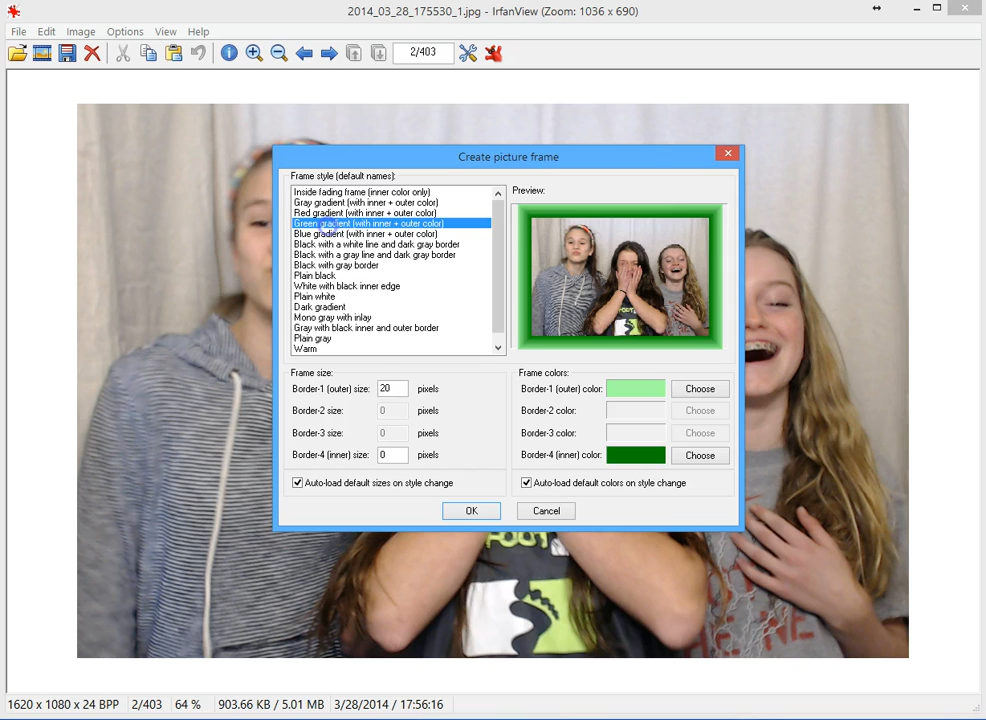 2014_03_28_175530_1.jpg - IrfanView (Zoom: 1036 x 690)
File Edit Image Options View Help
2/403
Create picture frame
Frame style (default names):
Inside fading frame (inner color only)
Gray gradient (with inner + outer color)
Red gradient (with inner + outer color)
Green gradient (with inner + outer color)
Blue gradient (with inner + outer color)
Black with a white line and dark gray border
Black with a gray line and dark gray border
Black with gray border
Plain black
White with black inner edge
Plain white
Dark gradient
Mono gray with inlay
Gray with black inner and outer border
Plain gray
Warm
Preview:
Frame size:
Border-1 (outer) size: 20 pixels
Border-2 size: 0 pixels
Border-3 size: 0 pixels
Border-4 (inner) size: 0 pixels
Auto-load default sizes on style change
Frame colors:
Border-1 (outer) color: Choose
Border-2 color: Choose
Border-3 color: Choose
Border-4 (inner) color: Choose
Auto-load default colors on style change
OK Cancel
1620 x 1080 x 24 BPP 2/403 64 % 903.66 KB / 5.01 MB 3/28/2014 / 17:56:16